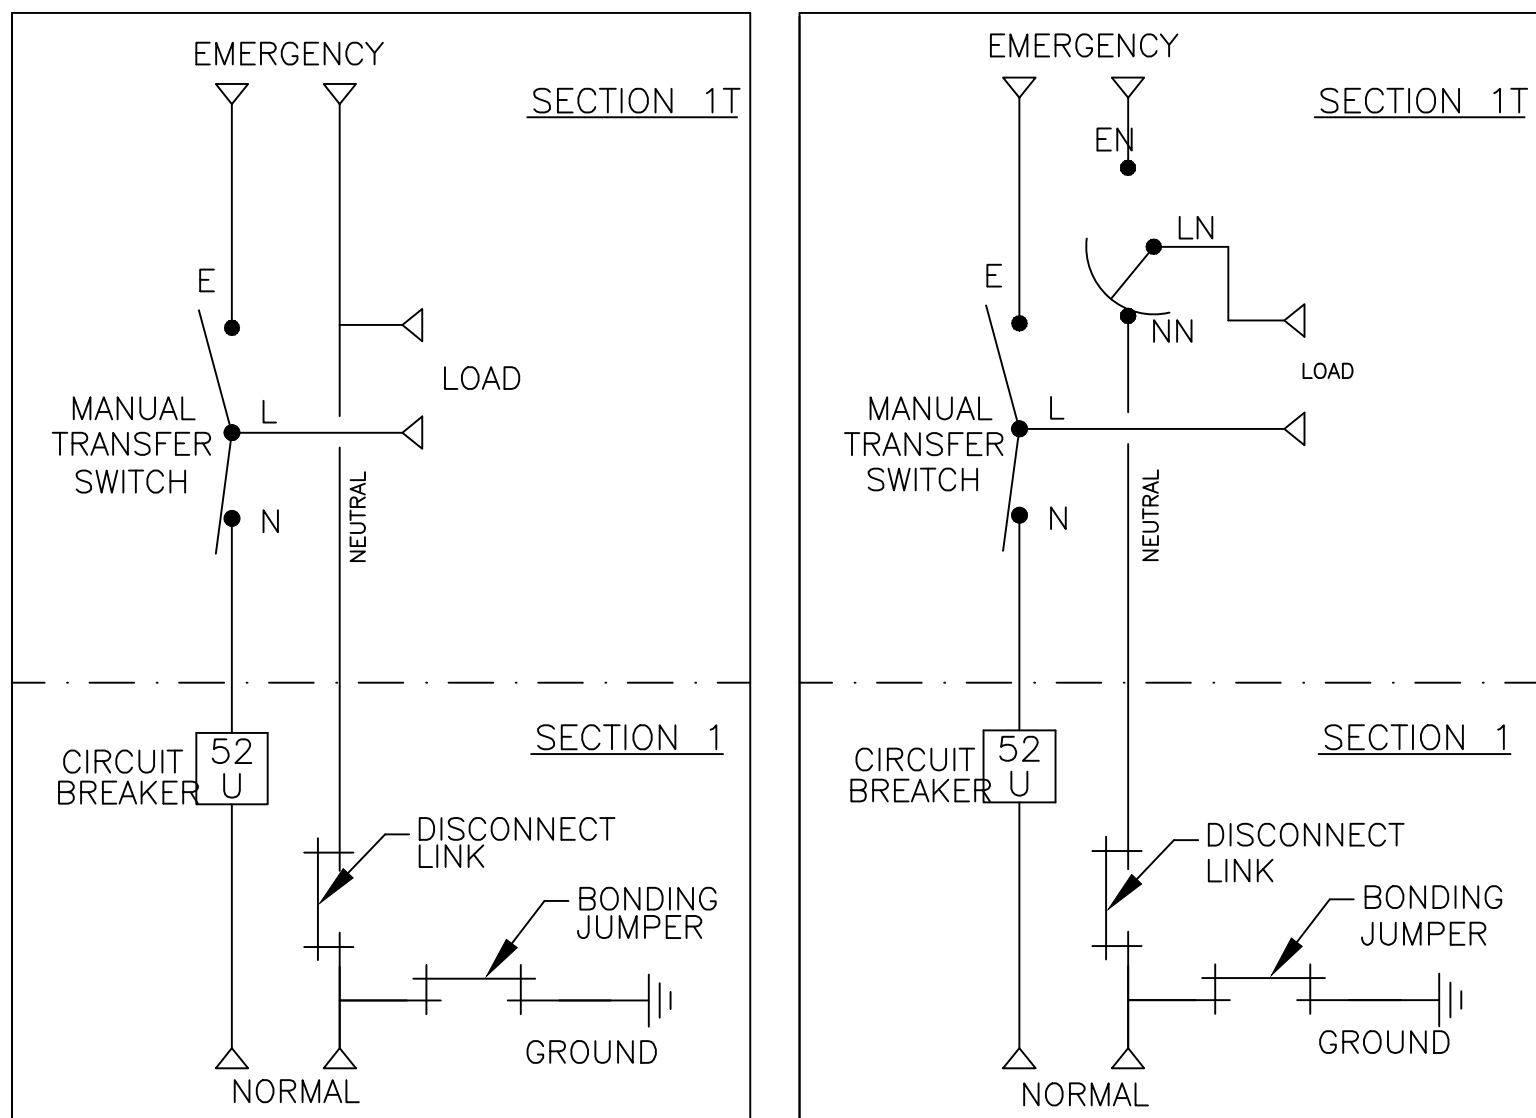 EMERGENCY
SECTION 1T
E
LOAD
L
MANUAL
TRANSFER
SWITCH
N
NEUTRAL
SECTION 1
52
U
CIRCUIT
BREAKER
DISCONNECT
LINK
BONDING
JUMPER
GROUND
NORMAL
EMERGENCY
SECTION 1T
EN
LN
E
NN
LOAD
L
MANUAL
TRANSFER
SWITCH
N
NEUTRAL
SECTION 1
52
U
CIRCUIT
BREAKER
DISCONNECT
LINK
BONDING
JUMPER
GROUND
NORMAL